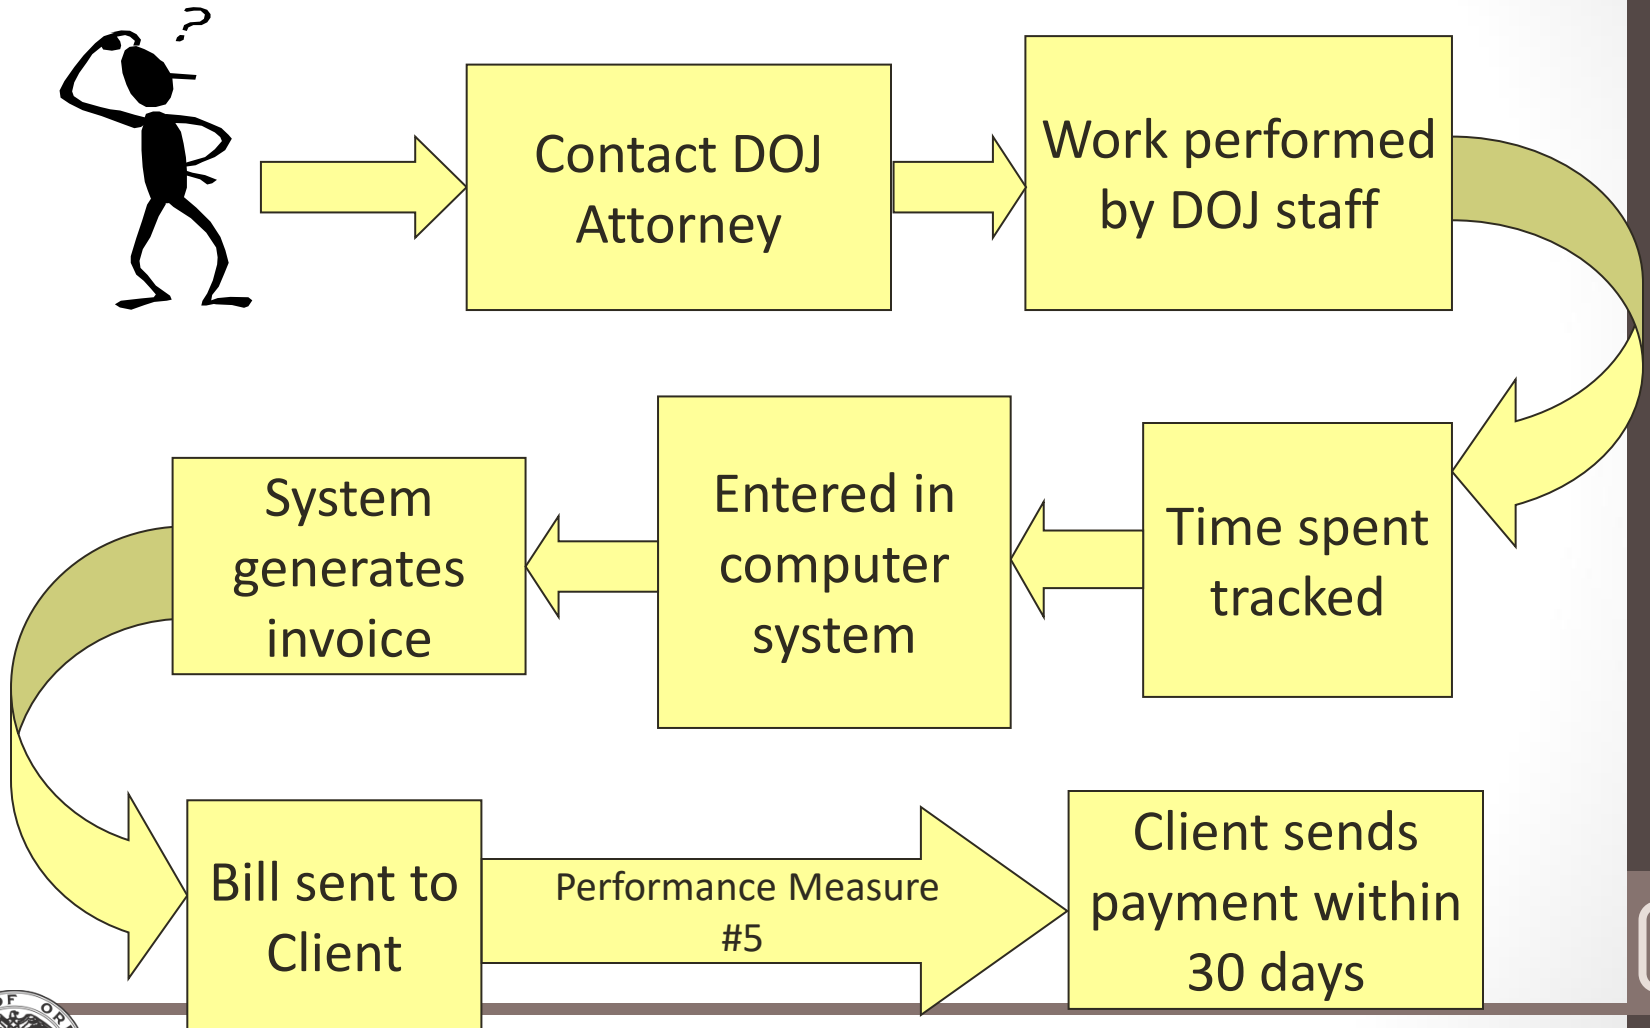 ?
Contact DOJ
Attorney
Work performed
by DOJ staff
Time spent
tracked
Entered in
computer
system
System
generates
invoice
Bill sent to
Client
Performance Measure
#5
Client sends
payment within
30 days